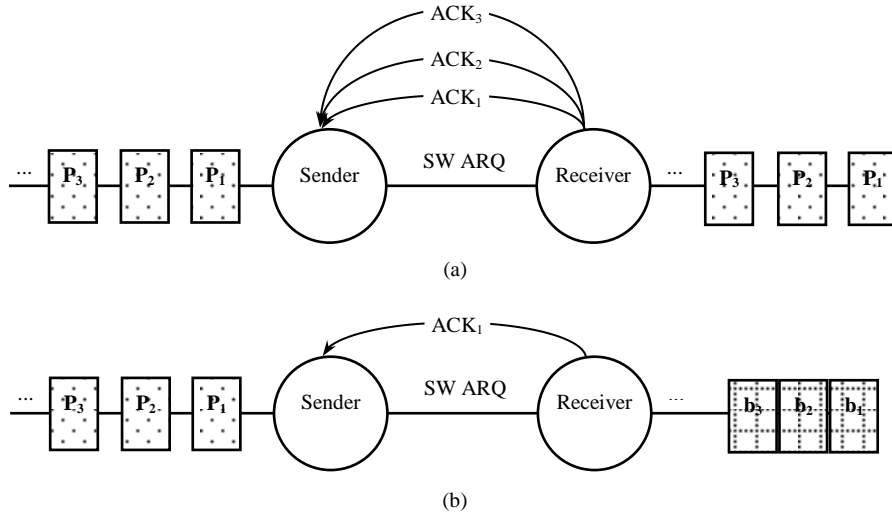 ACK₃
ACK₂
ACK₁
... P₃ P₂ P₁ Sender SW ARQ Receiver ... P₃ P₂ P₁
(a)
ACK₁
... P₃ P₂ P₁ Sender SW ARQ Receiver ... b₃ b₂ b₁
(b)